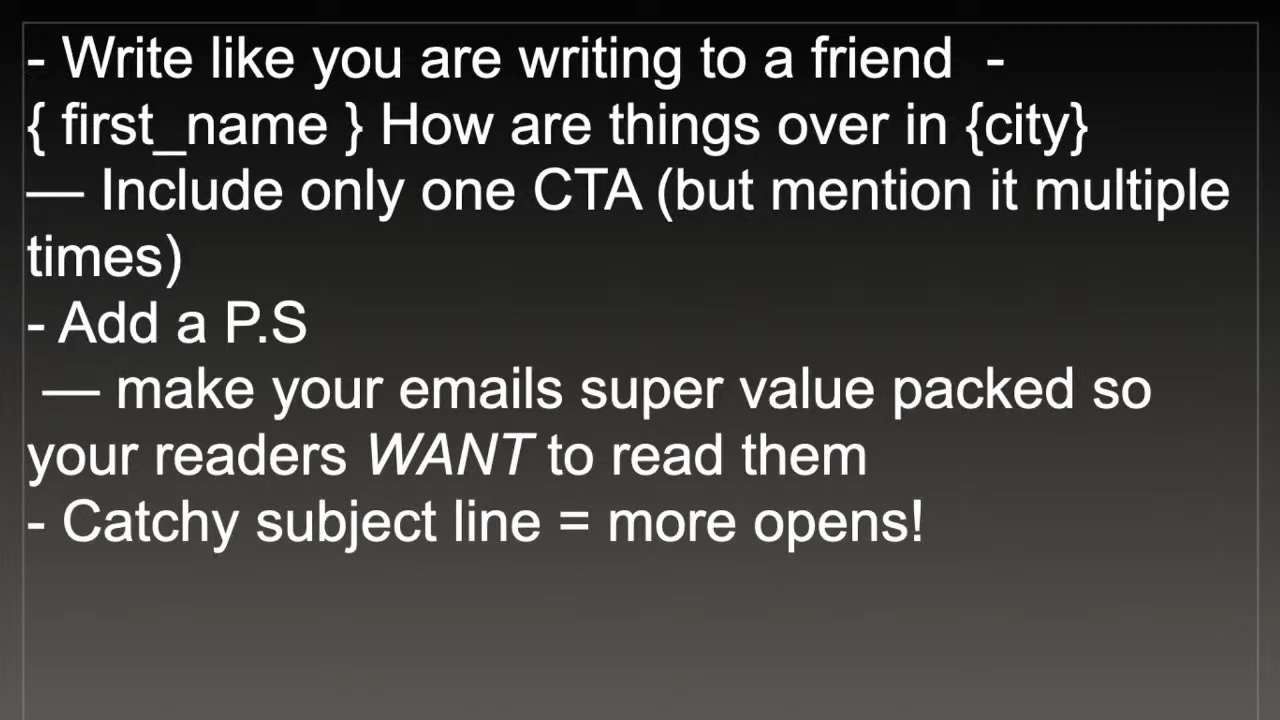 - Write like you are writing to a friend  -
{ first_name } How are things over in {city}
— Include only one CTA (but mention it multiple
times)
- Add a P.S
— make your emails super value packed so
your readers WANT to read them
- Catchy subject line = more opens!